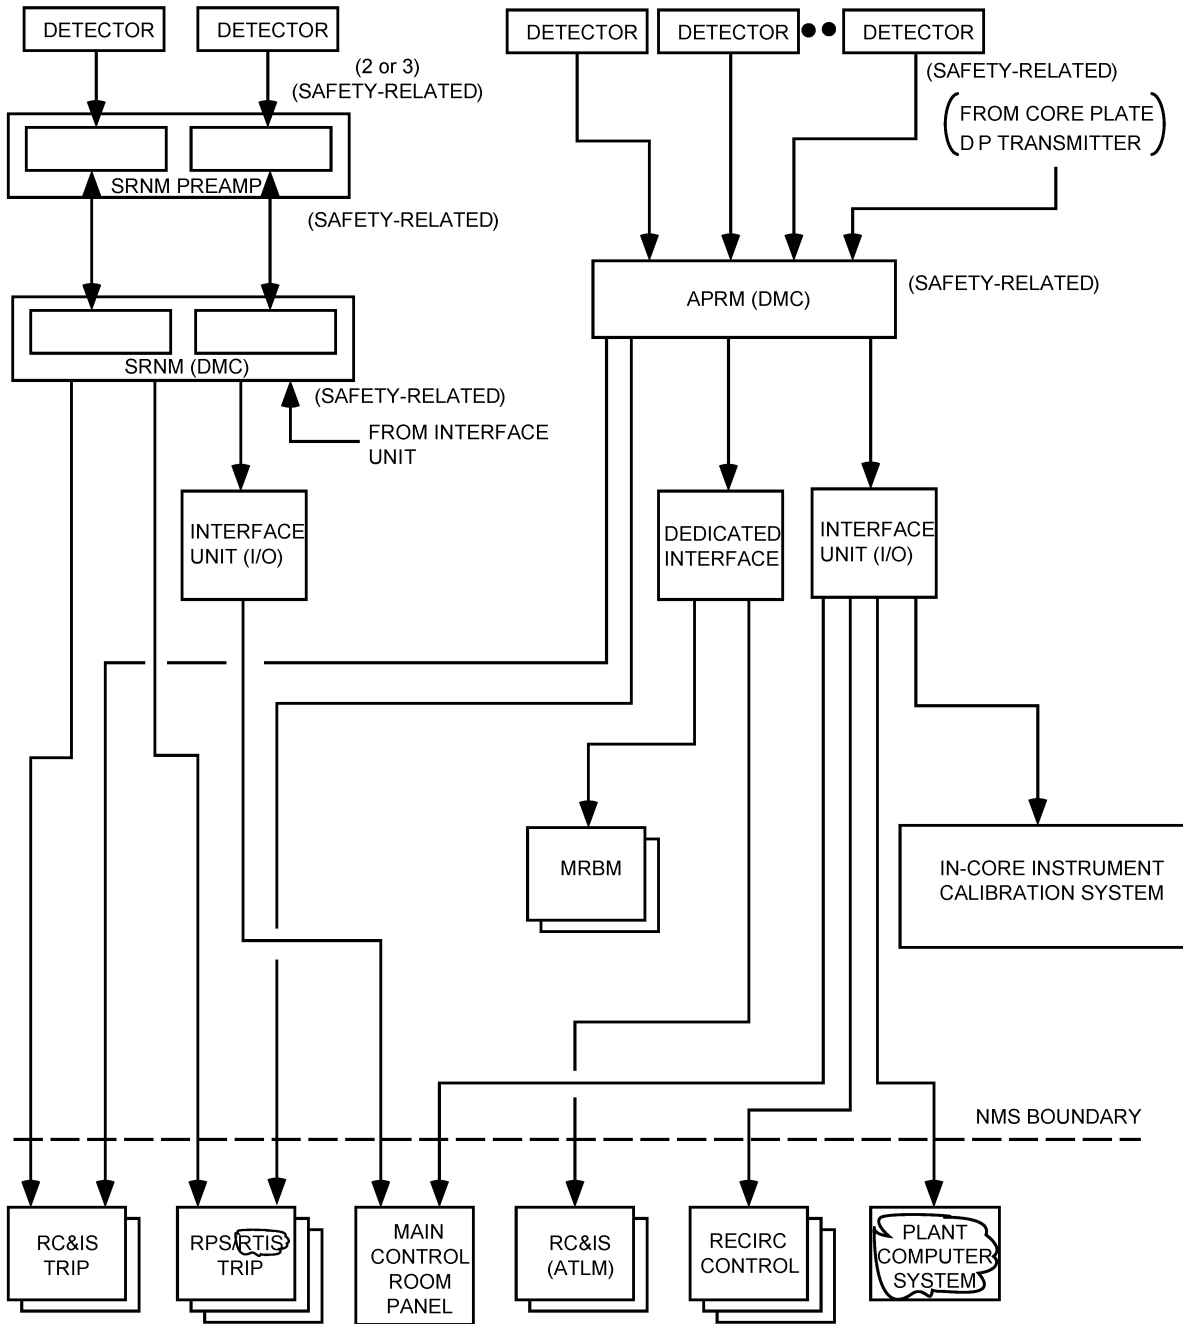 DETECTOR
DETECTOR
DETECTOR
DETECTOR
DETECTOR
(2 or 3)
(SAFETY-RELATED)
(SAFETY-RELATED)
FROM CORE PLATE
D P TRANSMITTER
SRNM PREAMP
(SAFETY-RELATED)
APRM (DMC)
(SAFETY-RELATED)
SRNM (DMC)
(SAFETY-RELATED)
FROM INTERFACE
UNIT
INTERFACE
UNIT (I/O)
DEDICATED
INTERFACE
INTERFACE
UNIT (I/O)
MRBM
IN-CORE INSTRUMENT
CALIBRATION SYSTEM
NMS BOUNDARY
RC&IS
TRIP
RPS/RTIS
TRIP
MAIN
CONTROL
ROOM
PANEL
RC&IS
(ATLM)
RECIRC
CONTROL
PLANT
COMPUTER
SYSTEM